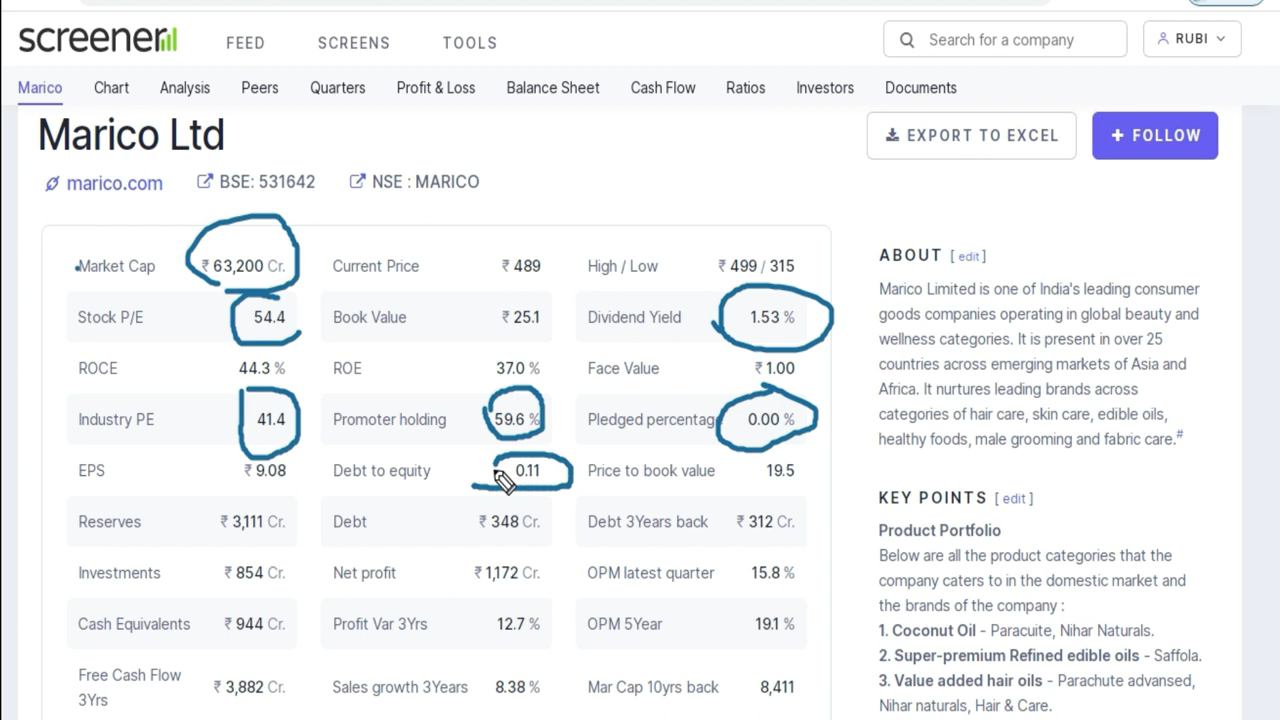 screener
FEED SCREENS TOOLS
Search for a company
RUBI
Marico Chart Analysis Peers Quarters Profit & Loss Balance Sheet Cash Flow Ratios Investors Documents
Marico Ltd
EXPORT TO EXCEL
+ FOLLOW
marico.com BSE: 531642 NSE : MARICO
Market Cap ₹ 63,200 Cr. Current Price ₹ 489 High / Low ₹ 499 / 315
Stock P/E 54.4 Book Value ₹ 25.1 Dividend Yield 1.53 %
ROCE 44.3 % ROE 37.0 % Face Value ₹ 1.00
Industry PE 41.4 Promoter holding 59.6 % Pledged percentage 0.00 %
EPS ₹ 9.08 Debt to equity 0.11 Price to book value 19.5
Reserves ₹ 3,111 Cr. Debt ₹ 348 Cr. Debt 3Years back ₹ 312 Cr.
Investments ₹ 854 Cr. Net profit ₹ 1,172 Cr. OPM latest quarter 15.8 %
Cash Equivalents ₹ 944 Cr. Profit Var 3Yrs 12.7 % OPM 5Year 19.1 %
Free Cash Flow 3Yrs ₹ 3,882 Cr. Sales growth 3Years 8.38 % Mar Cap 10yrs back 8,411
ABOUT [ edit ]
Marico Limited is one of India's leading consumer
goods companies operating in global beauty and
wellness categories. It is present in over 25
countries across emerging markets of Asia and
Africa. It nurtures leading brands across
categories of hair care, skin care, edible oils,
healthy foods, male grooming and fabric care.#
KEY POINTS [ edit ]
Product Portfolio
Below are all the product categories that the
company caters to in the domestic market and
the brands of the company :
1. Coconut Oil - Paracuite, Nihar Naturals.
2. Super-premium Refined edible oils - Saffola.
3. Value added hair oils - Parachute advansed,
Nihar naturals, Hair & Care.